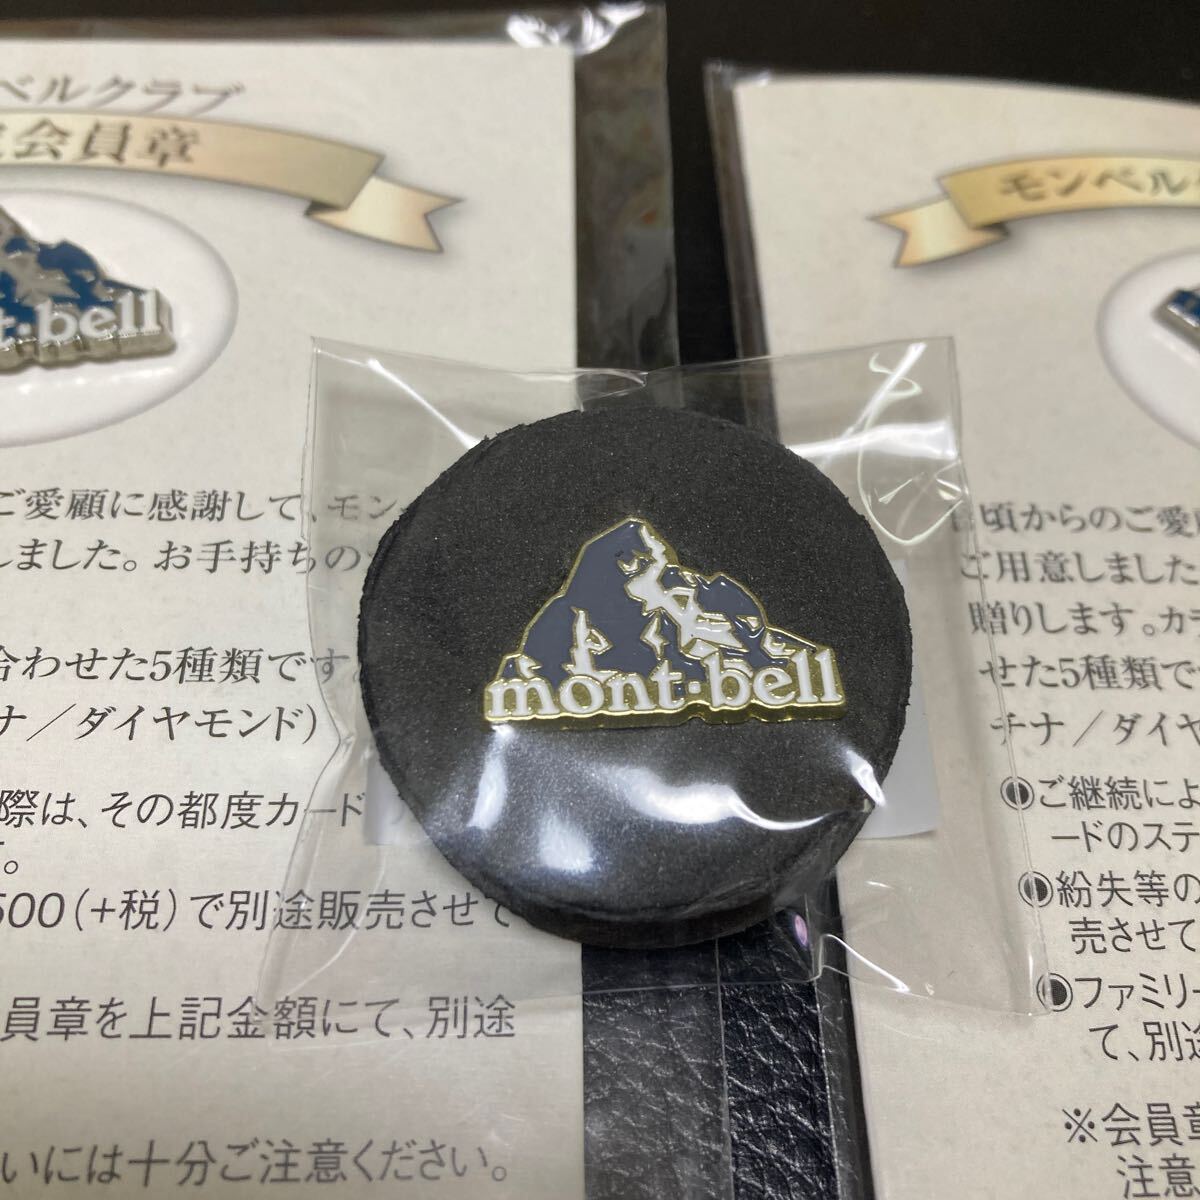 ベルクラブ
会員章
t·bell
ご愛顧に感謝して、モン
しました。お手持ちの
合わせた5種類です
ナ／ダイヤモンド）
際は、その都度カード
。
500（+税）で別途販売させて
員章を上記金額にて、別途
いには十分ご注意ください。
mont·bell
モンベル
頃からのご愛
ご用意しました
贈りします。カ
せた5種類で
チナ／ダイヤ
◉ご継続によ
ードのステ
◉紛失等の
売させて
◉ファミリー
て、別途
※会員章
注意